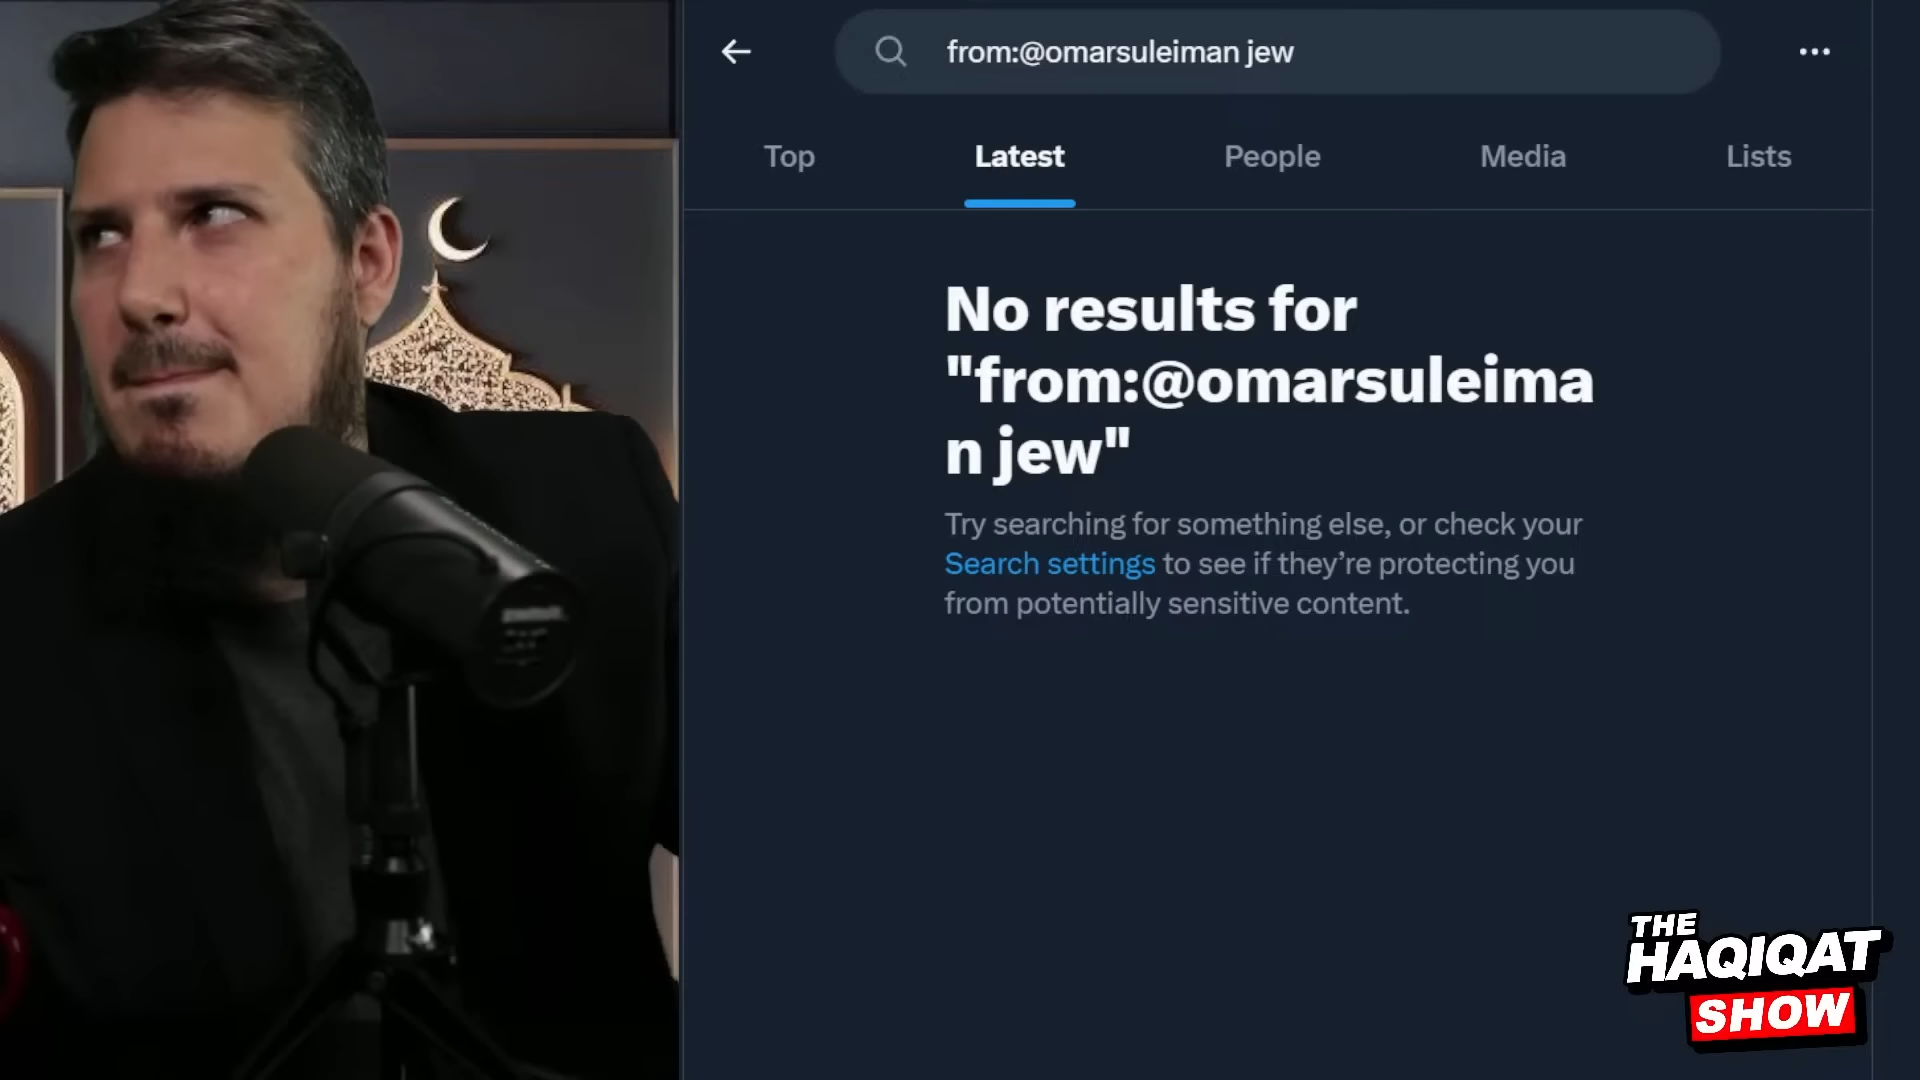 from:@omarsuleiman jew
Top
Latest
People
Media
Lists
No results for
"from:@omarsuleima
n jew"
Try searching for something else, or check your
Search settings to see if they’re protecting you
from potentially sensitive content.
THE
HAQIQAT
SHOW